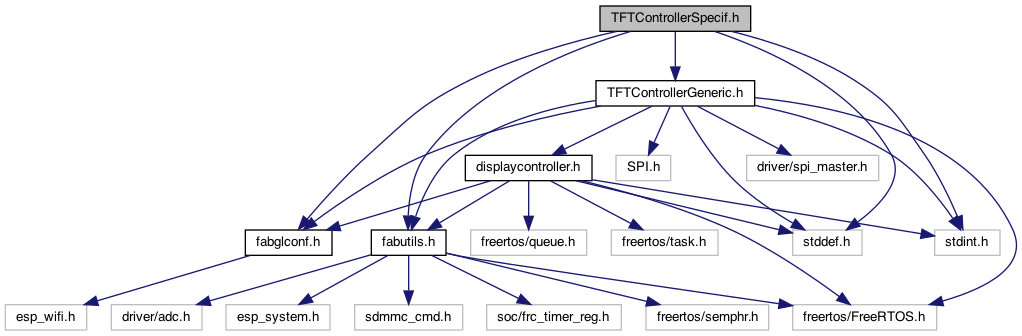 TFTControllerSpecif.h
TFTControllerGeneric.h
displaycontroller.h
SPI.h
driver/spi_master.h
fabglconf.h
fabutils.h
freertos/queue.h
freertos/task.h
stddef.h
stdint.h
esp_wifi.h
driver/adc.h
esp_system.h
sdmmc_cmd.h
soc/frc_timer_reg.h
freertos/semphr.h
freertos/FreeRTOS.h